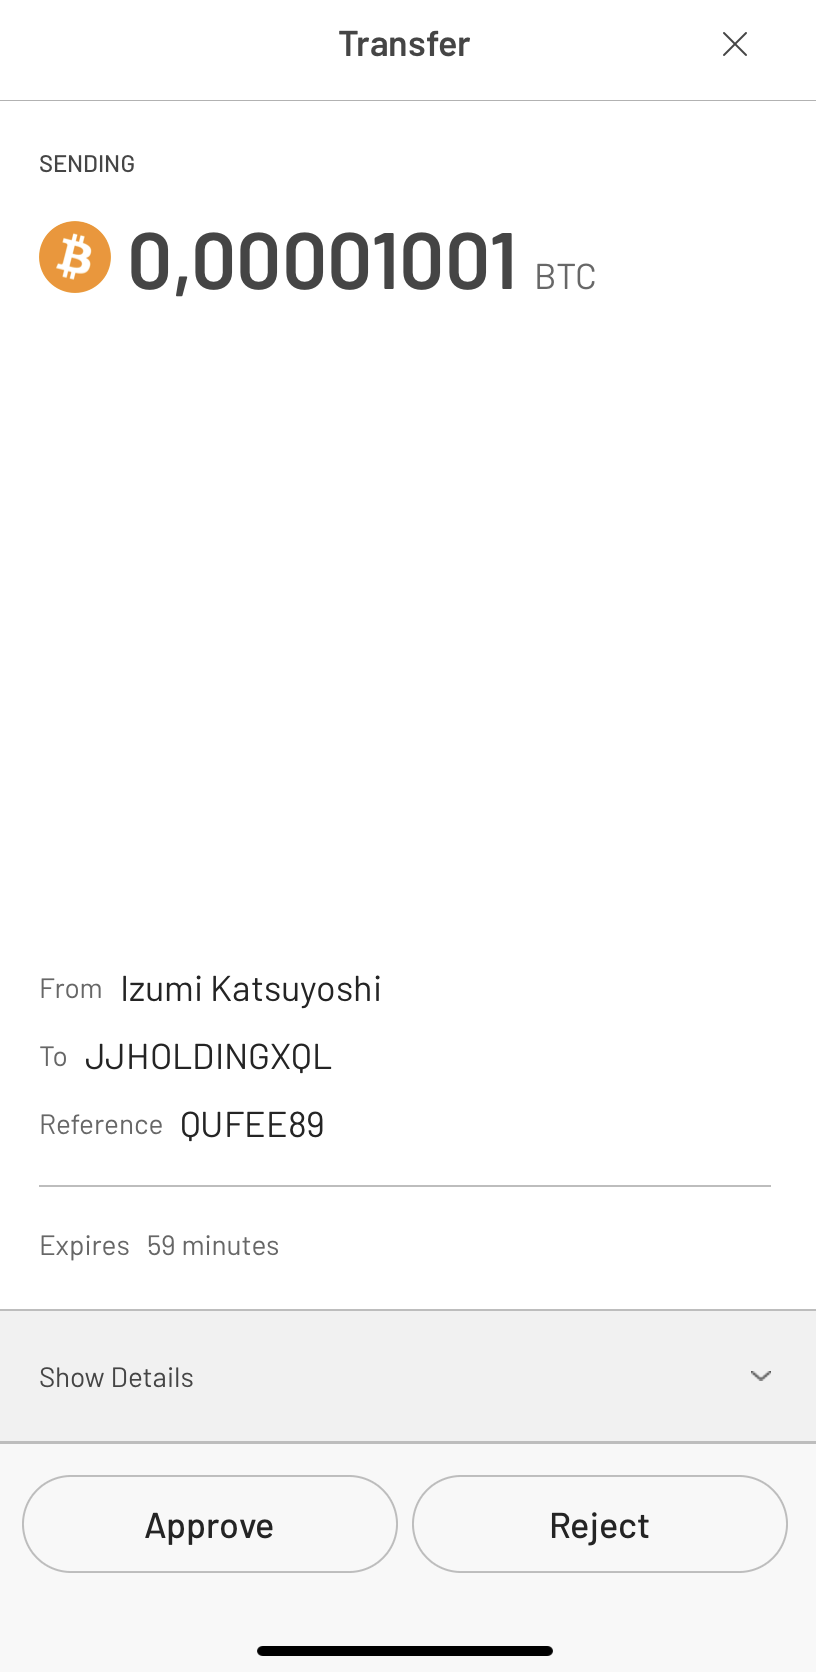 Transfer
SENDING
0,00001001 BTC
From Izumi Katsuyoshi
To JJHOLDINGXQL
Reference QUFEE89
Expires 59 minutes
Show Details
Approve Reject